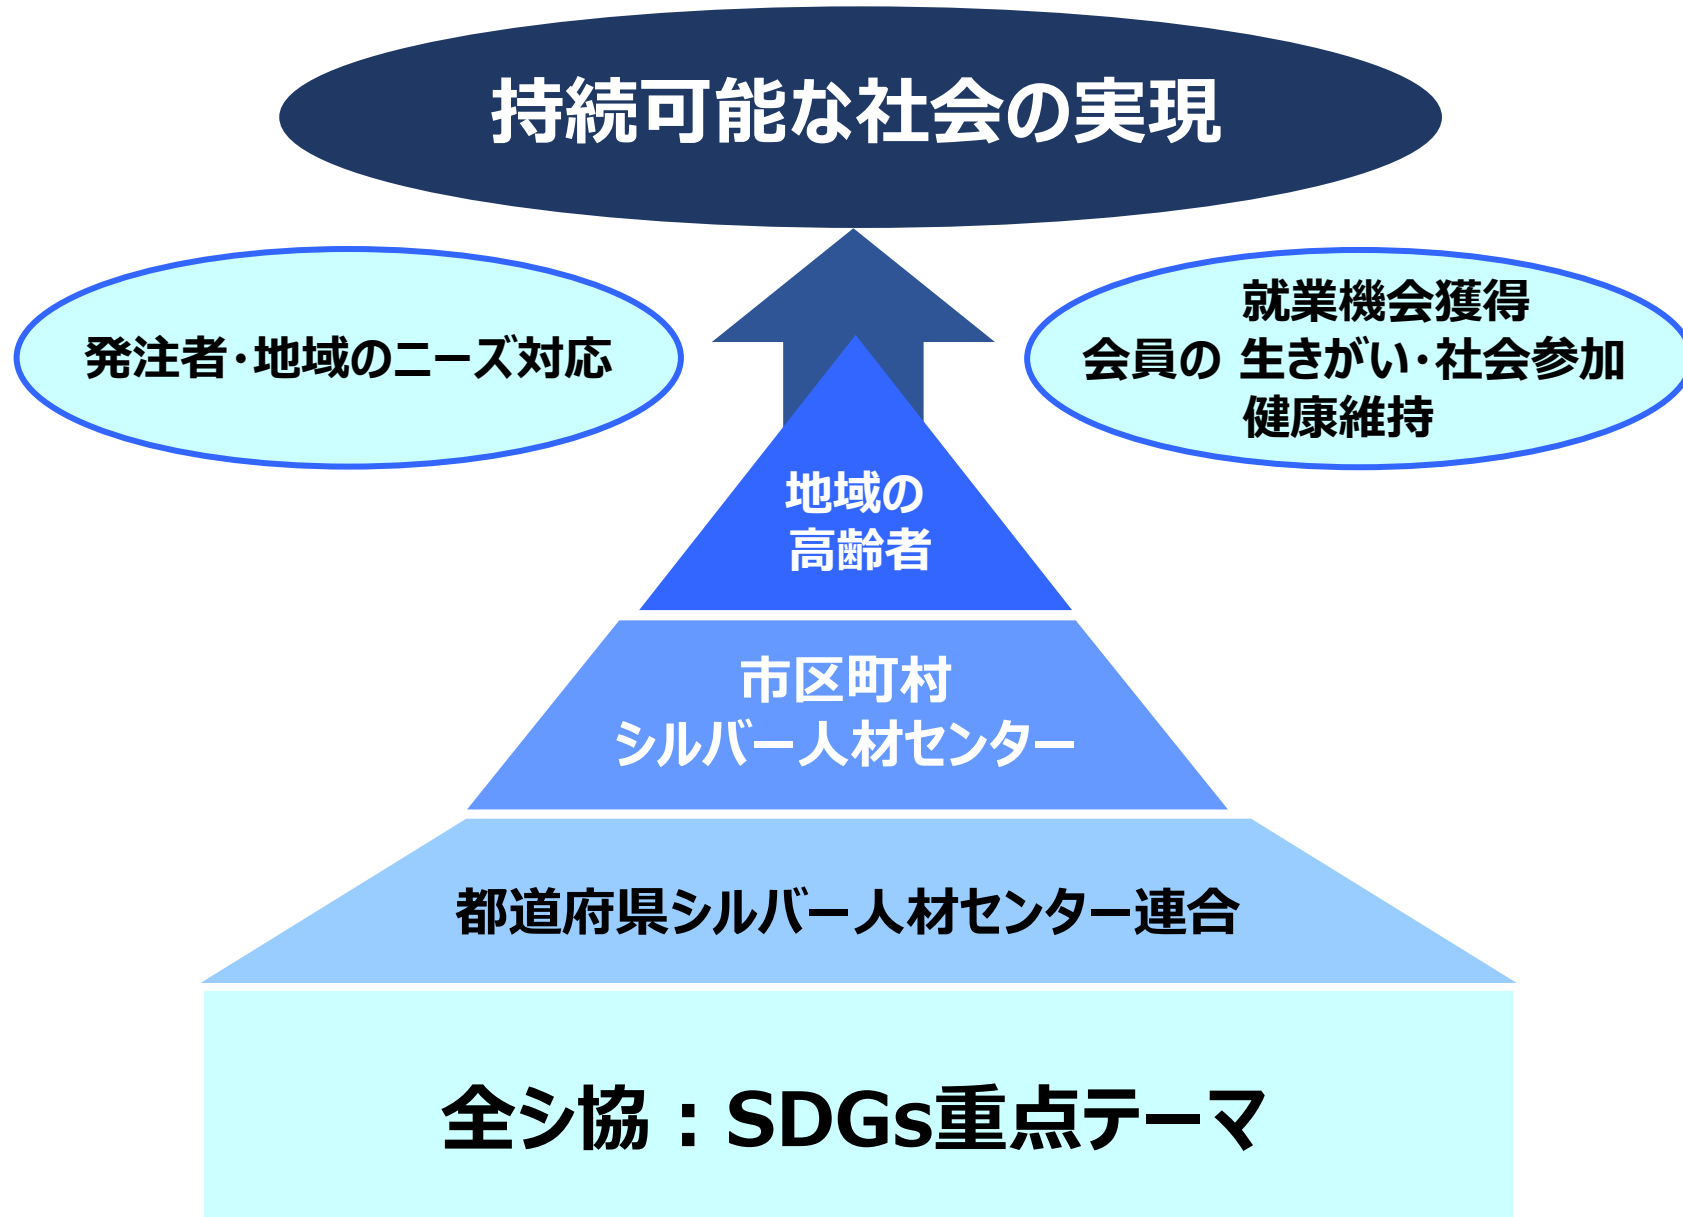 持続可能な社会の実現
発注者・地域のニーズ対応
就業機会獲得
会員の 生きがい・社会参加
健康維持
地域の
高齢者
市区町村
シルバー人材センター
都道府県シルバー人材センター連合
全シ協：SDGs重点テーマ